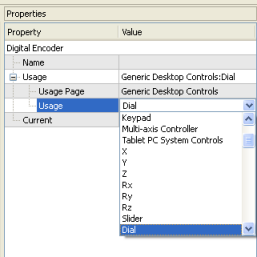 Properties
Property Value
Digital Encoder
Name
Usage Generic Desktop Controls:Dial
Usage Page Generic Desktop Controls
Usage Dial
Current
Keypad
Multi-axis Controller
Tablet PC System Controls
X
Y
Z
Rx
Ry
Rz
Slider
Dial